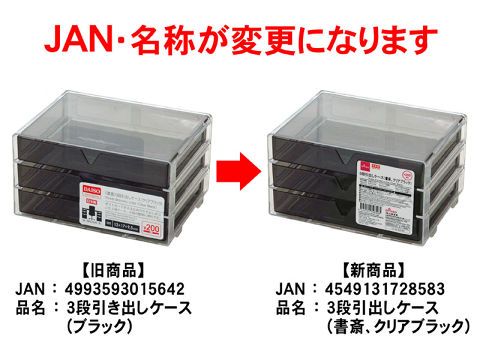 JAN・名称が変更になります
DAISO
¥200
【旧商品】
JAN : 4993593015642
品名 : 3段引き出しケース
(ブラック)
【新商品】
JAN : 4549131728583
品名 : 3段引出しケース
(書斎、クリアブラック)